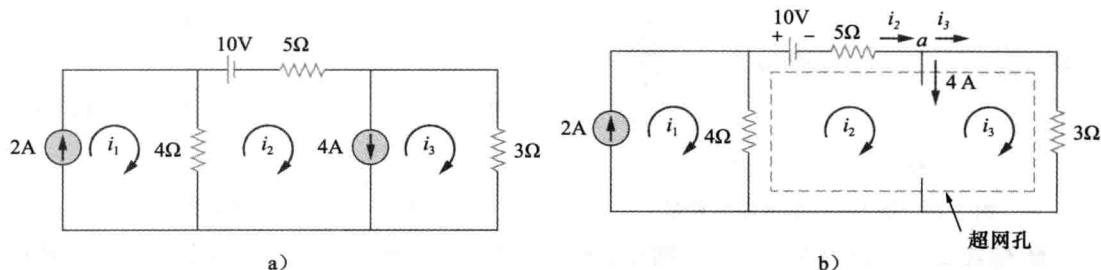 10V 5Ω
2A i1 4Ω i2 4A i3 3Ω
a）
10V 5Ω i2 i3
+ − a
4 A
2A i1 4Ω i2 i3 3Ω
超网孔
b）